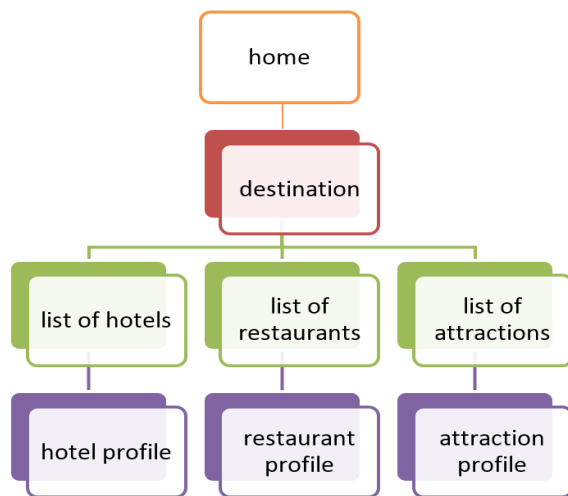 home
destination
list of hotels
list of
restaurants
list of
attractions
hotel profile
restaurant
profile
attraction
profile